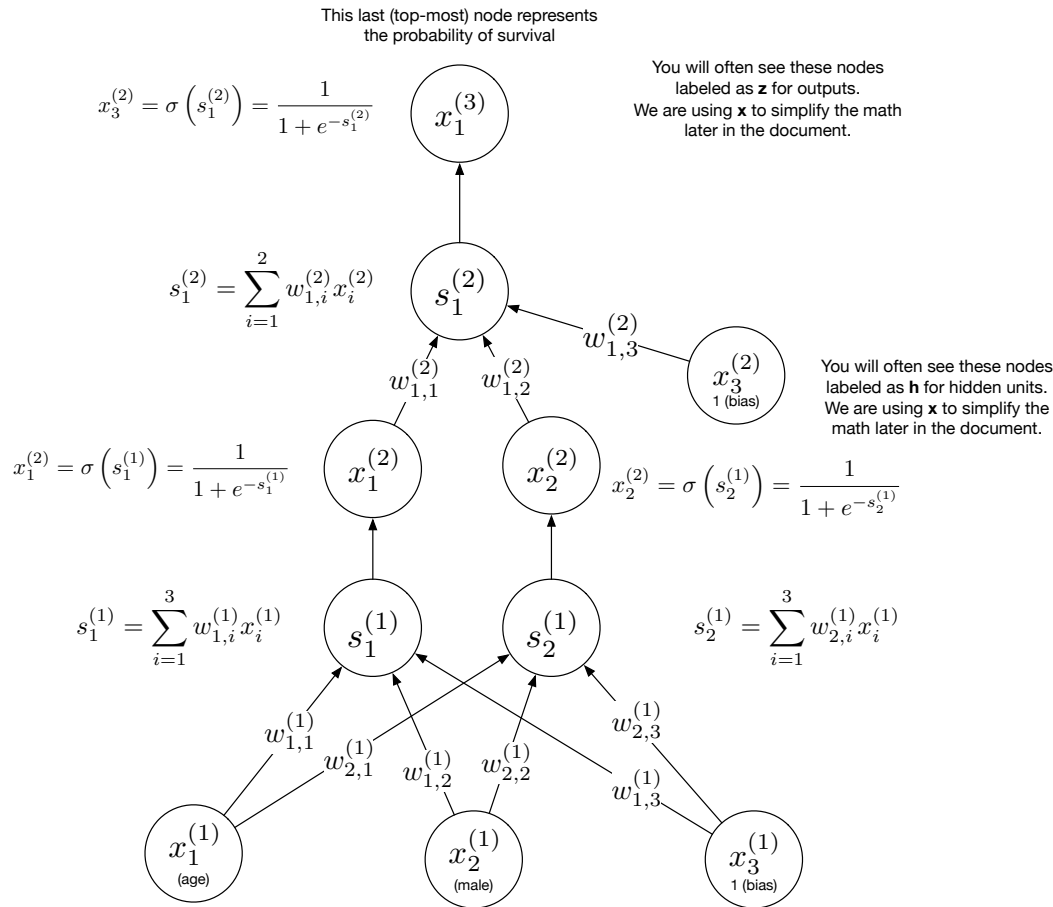 This last (top-most) node represents
the probability of survival
You will often see these nodes
labeled as z for outputs.
We are using x to simplify the math
later in the document.
x_3^{(2)} = σ(s_1^{(2)}) = \frac{1}{1 + e^{-s_1^{(2)}}}
x_1^{(3)}
s_1^{(2)} = \sum_{i=1}^{2} w_{1,i}^{(2)} x_i^{(2)}
s_1^{(2)}
w_{1,3}^{(2)}
x_3^{(2)}
1 (bias)
w_{1,1}^{(2)}
w_{1,2}^{(2)}
You will often see these nodes
labeled as h for hidden units.
We are using x to simplify the
math later in the document.
x_1^{(2)} = σ(s_1^{(1)}) = \frac{1}{1 + e^{-s_1^{(1)}}}
x_1^{(2)}
x_2^{(2)}
x_2^{(2)} = σ(s_2^{(1)}) = \frac{1}{1 + e^{-s_2^{(1)}}}
s_1^{(1)} = \sum_{i=1}^{3} w_{1,i}^{(1)} x_i^{(1)}
s_1^{(1)}
s_2^{(1)}
s_2^{(1)} = \sum_{i=1}^{3} w_{2,i}^{(1)} x_i^{(1)}
w_{1,1}^{(1)}
w_{2,1}^{(1)}
w_{1,2}^{(1)}
w_{2,2}^{(1)}
w_{2,3}^{(1)}
w_{1,3}^{(1)}
x_1^{(1)}
(age)
x_2^{(1)}
(male)
x_3^{(1)}
1 (bias)